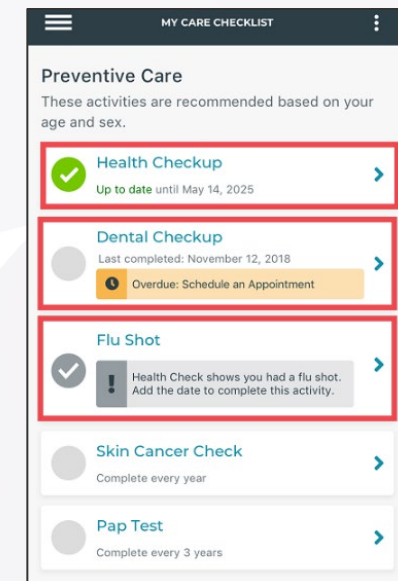 MY CARE CHECKLIST
Preventive Care
These activities are recommended based on your
age and sex.
Health Checkup
Up to date until May 14, 2025
Dental Checkup
Last completed: November 12, 2018
Overdue: Schedule an Appointment
Flu Shot
Health Check shows you had a flu shot.
Add the date to complete this activity.
Skin Cancer Check
Complete every year
Pap Test
Complete every 3 years